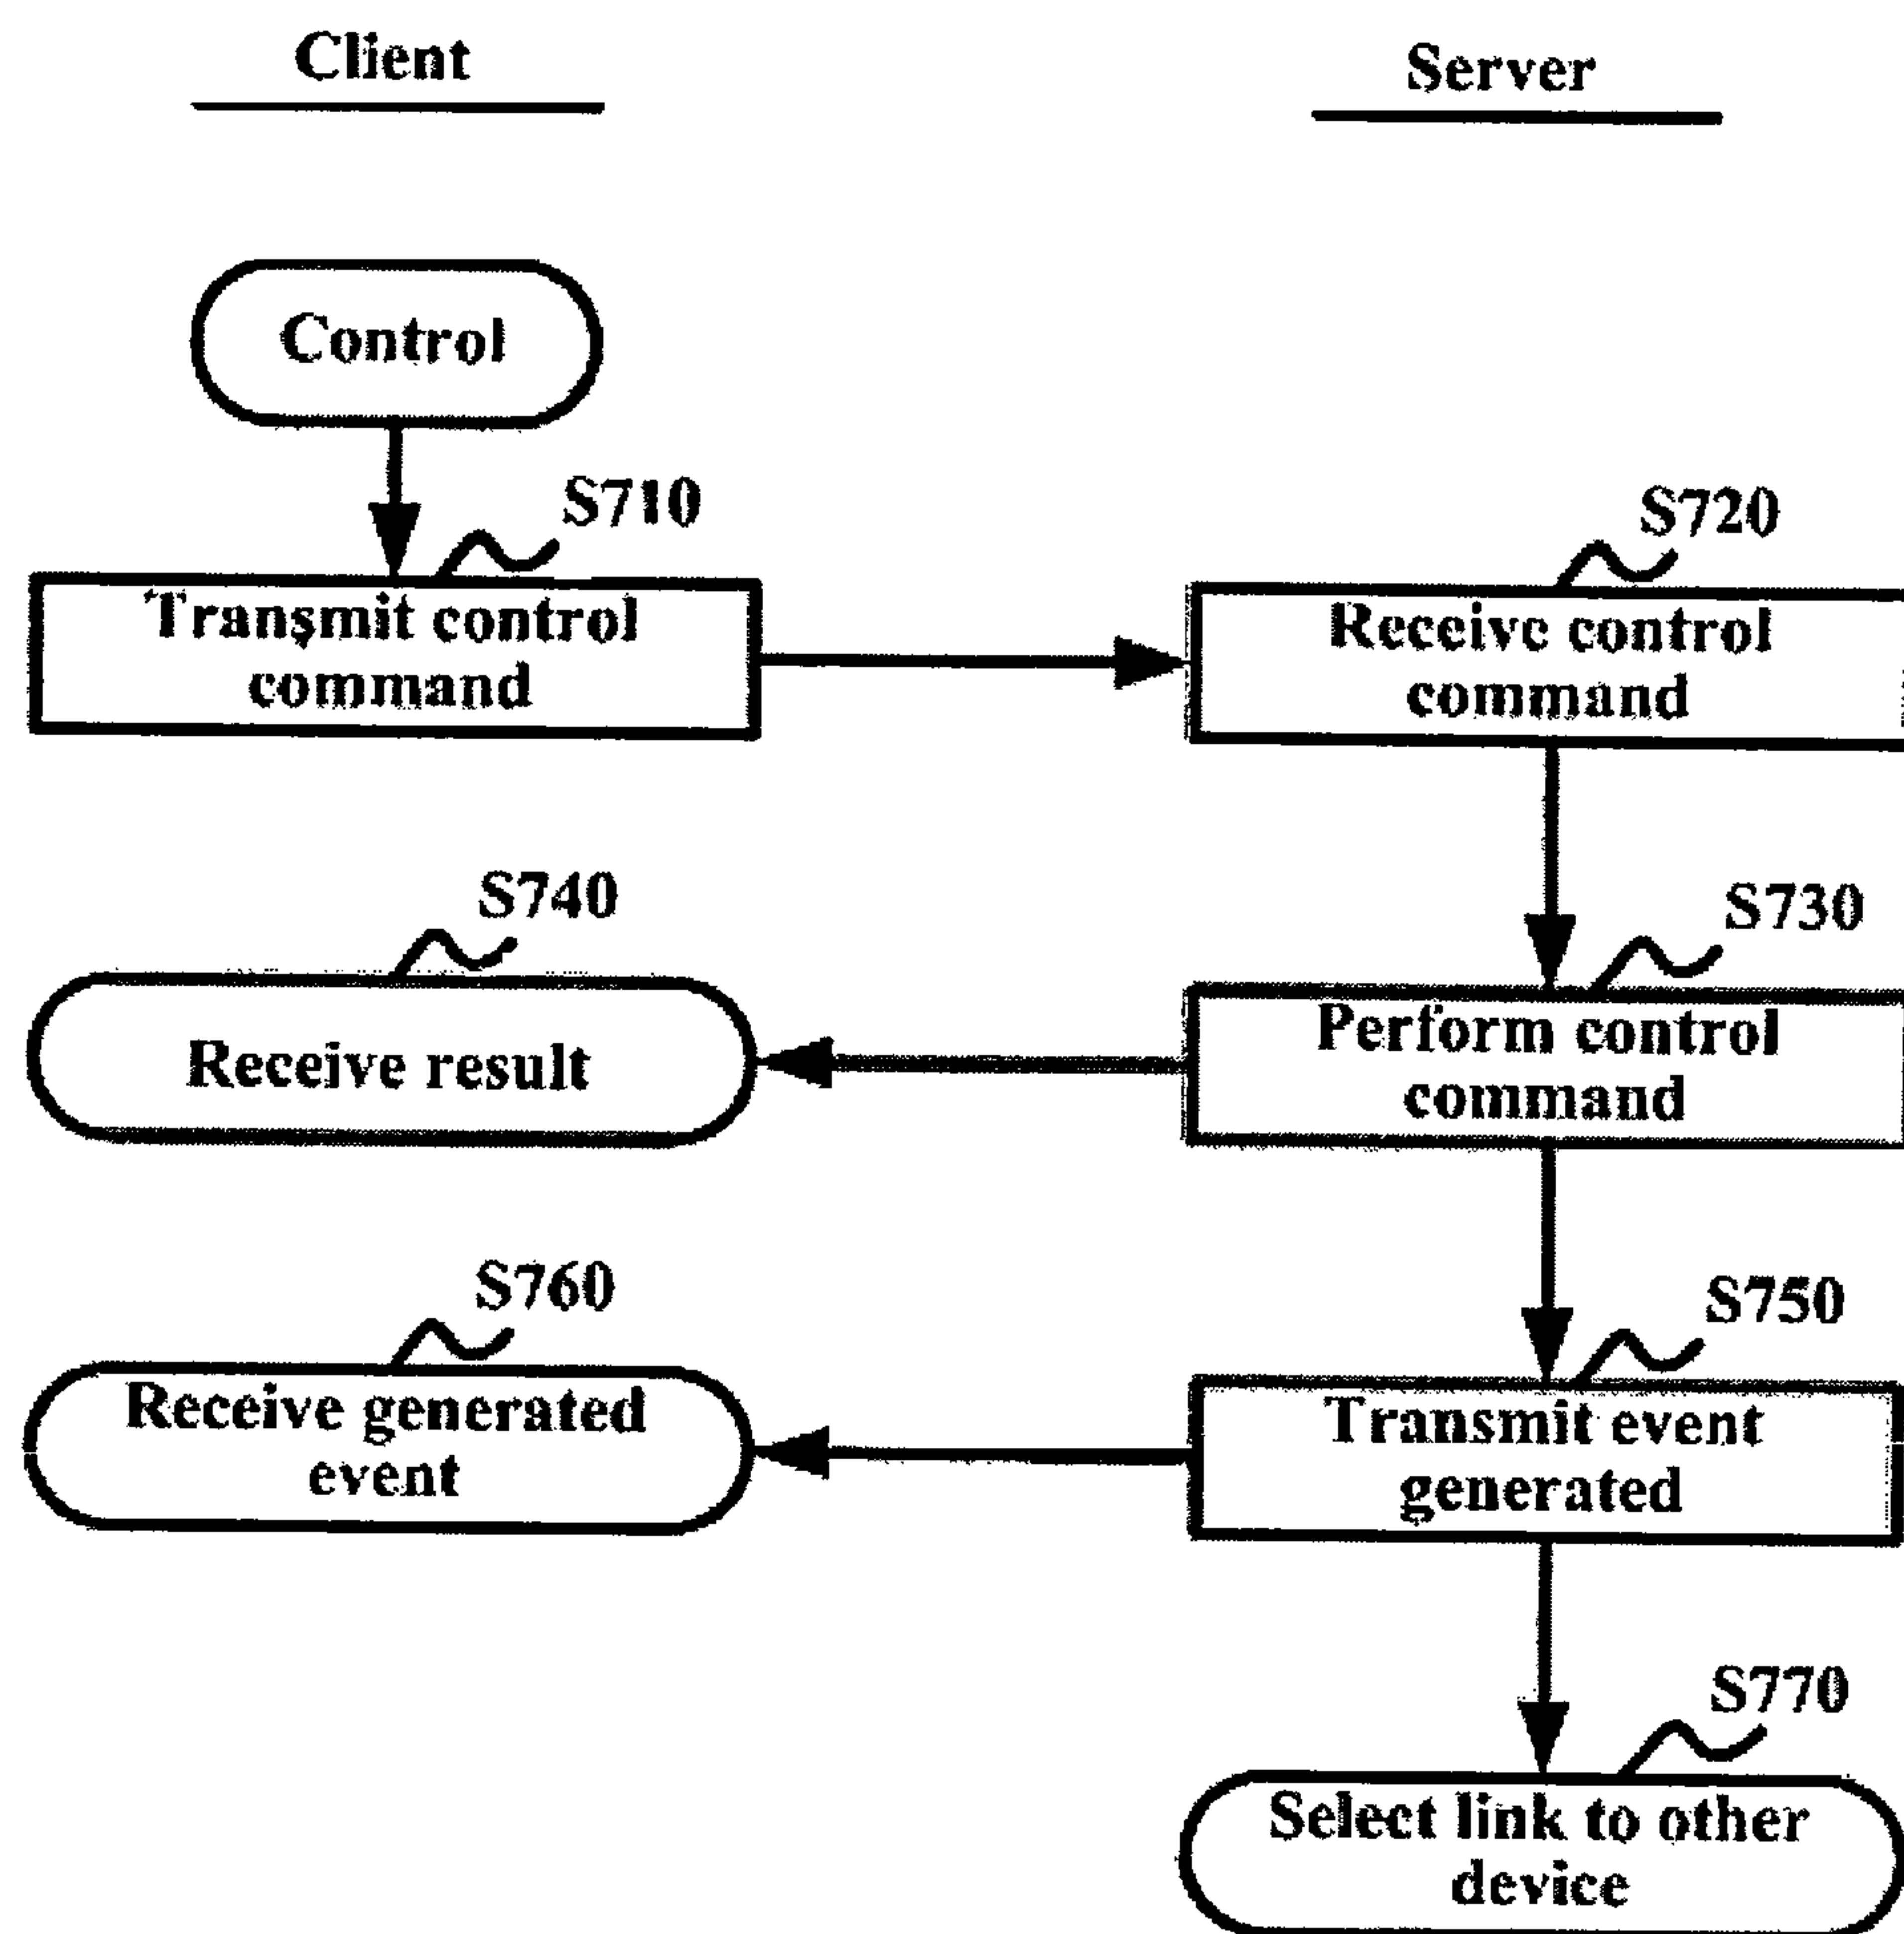 Client
Server
Control
S710
Transmit control
command
S720
Receive control
command
S740
Receive result
S730
Perform control
command
S760
Receive generated
event
S750
Transmit event
generated
S770
Select link to other
device